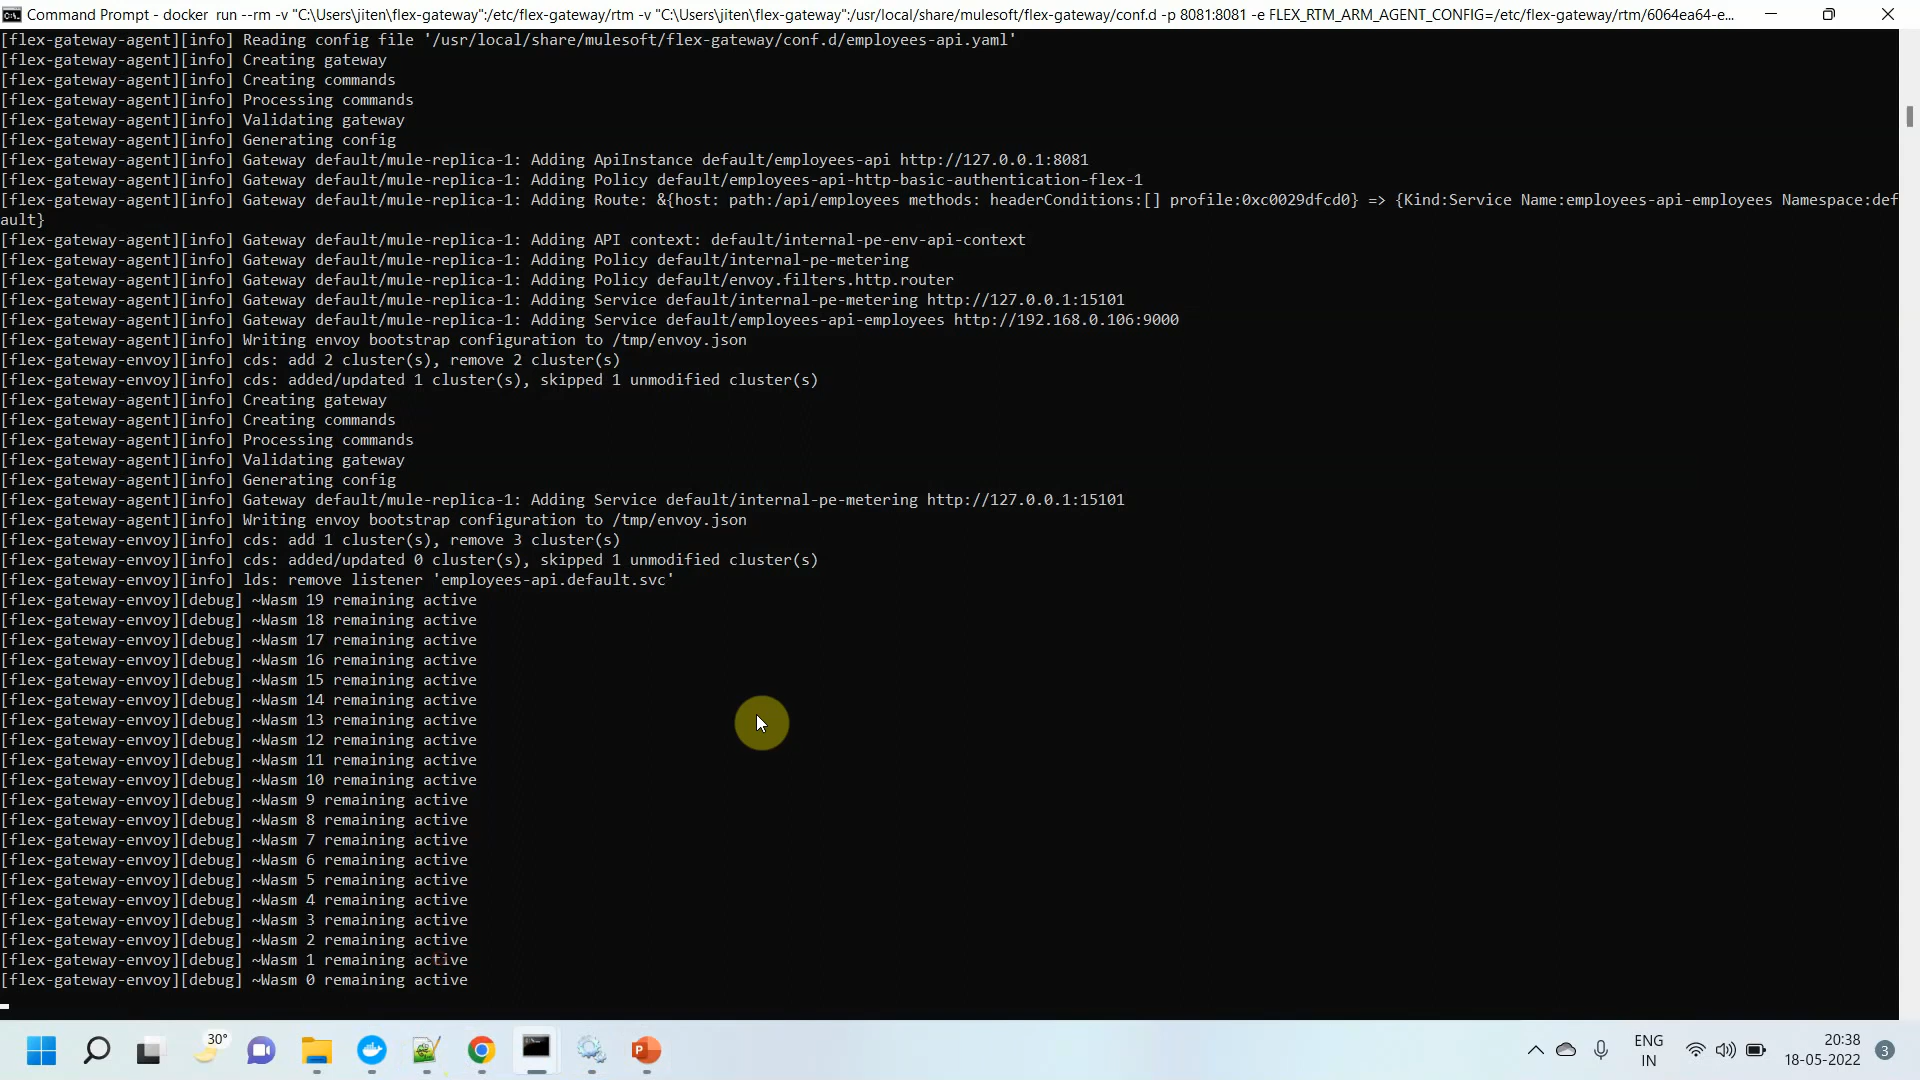 Command Prompt - docker  run --rm -v "C:\Users\jiten\flex-gateway":/etc/flex-gateway/rtm -v "C:\Users\jiten\flex-gateway":/usr/local/share/mulesoft/flex-gateway/conf.d -p 8081:8081 -e FLEX_RTM_ARM_AGENT_CONFIG=/etc/flex-gateway/rtm/6064ea64-e...
[flex-gateway-agent][info] Reading config file '/usr/local/share/mulesoft/flex-gateway/conf.d/employees-api.yaml'
[flex-gateway-agent][info] Creating gateway
[flex-gateway-agent][info] Creating commands
[flex-gateway-agent][info] Processing commands
[flex-gateway-agent][info] Validating gateway
[flex-gateway-agent][info] Generating config
[flex-gateway-agent][info] Gateway default/mule-replica-1: Adding ApiInstance default/employees-api http://127.0.0.1:8081
[flex-gateway-agent][info] Gateway default/mule-replica-1: Adding Policy default/employees-api-http-basic-authentication-flex-1
[flex-gateway-agent][info] Gateway default/mule-replica-1: Adding Route: &{host: path:/api/employees methods: headerConditions:[] profile:0xc0029dfcd0} => {Kind:Service Name:employees-api-employees Namespace:def
ault}
[flex-gateway-agent][info] Gateway default/mule-replica-1: Adding API context: default/internal-pe-env-api-context
[flex-gateway-agent][info] Gateway default/mule-replica-1: Adding Policy default/internal-pe-metering
[flex-gateway-agent][info] Gateway default/mule-replica-1: Adding Policy default/envoy.filters.http.router
[flex-gateway-agent][info] Gateway default/mule-replica-1: Adding Service default/internal-pe-metering http://127.0.0.1:15101
[flex-gateway-agent][info] Gateway default/mule-replica-1: Adding Service default/employees-api-employees http://192.168.0.106:9000
[flex-gateway-agent][info] Writing envoy bootstrap configuration to /tmp/envoy.json
[flex-gateway-envoy][info] cds: add 2 cluster(s), remove 2 cluster(s)
[flex-gateway-envoy][info] cds: added/updated 1 cluster(s), skipped 1 unmodified cluster(s)
[flex-gateway-agent][info] Creating gateway
[flex-gateway-agent][info] Creating commands
[flex-gateway-agent][info] Processing commands
[flex-gateway-agent][info] Validating gateway
[flex-gateway-agent][info] Generating config
[flex-gateway-agent][info] Gateway default/mule-replica-1: Adding Service default/internal-pe-metering http://127.0.0.1:15101
[flex-gateway-agent][info] Writing envoy bootstrap configuration to /tmp/envoy.json
[flex-gateway-envoy][info] cds: add 1 cluster(s), remove 3 cluster(s)
[flex-gateway-envoy][info] cds: added/updated 0 cluster(s), skipped 1 unmodified cluster(s)
[flex-gateway-envoy][info] lds: remove listener 'employees-api.default.svc'
[flex-gateway-envoy][debug] ~Wasm 19 remaining active
[flex-gateway-envoy][debug] ~Wasm 18 remaining active
[flex-gateway-envoy][debug] ~Wasm 17 remaining active
[flex-gateway-envoy][debug] ~Wasm 16 remaining active
[flex-gateway-envoy][debug] ~Wasm 15 remaining active
[flex-gateway-envoy][debug] ~Wasm 14 remaining active
[flex-gateway-envoy][debug] ~Wasm 13 remaining active
[flex-gateway-envoy][debug] ~Wasm 12 remaining active
[flex-gateway-envoy][debug] ~Wasm 11 remaining active
[flex-gateway-envoy][debug] ~Wasm 10 remaining active
[flex-gateway-envoy][debug] ~Wasm 9 remaining active
[flex-gateway-envoy][debug] ~Wasm 8 remaining active
[flex-gateway-envoy][debug] ~Wasm 7 remaining active
[flex-gateway-envoy][debug] ~Wasm 6 remaining active
[flex-gateway-envoy][debug] ~Wasm 5 remaining active
[flex-gateway-envoy][debug] ~Wasm 4 remaining active
[flex-gateway-envoy][debug] ~Wasm 3 remaining active
[flex-gateway-envoy][debug] ~Wasm 2 remaining active
[flex-gateway-envoy][debug] ~Wasm 1 remaining active
[flex-gateway-envoy][debug] ~Wasm 0 remaining active
30°
P
ENG
IN
20:38
18-05-2022
3